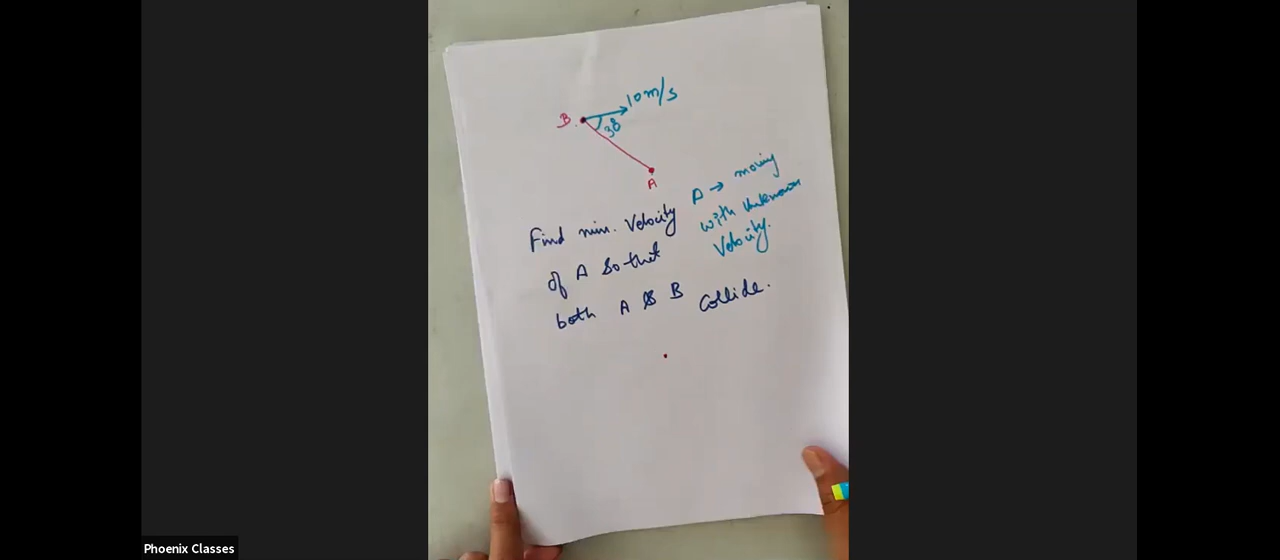 10m/s
B
30
A
A → moving
with unknown
Velocity.
Find min. Velocity
of A so that
both A & B collide.
Phoenix Classes